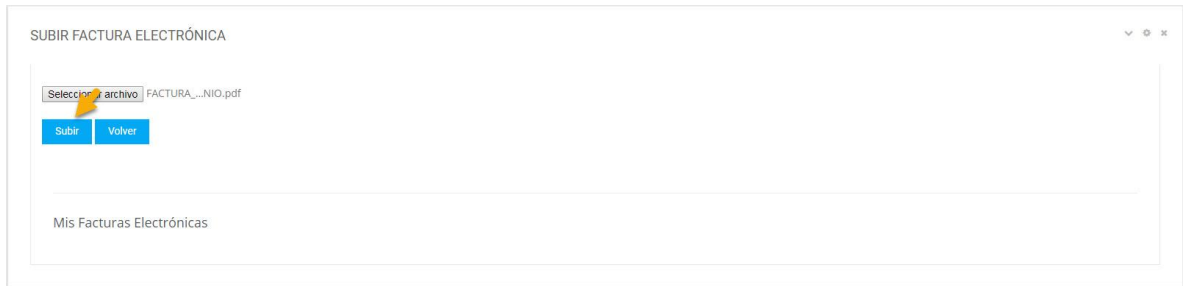 SUBIR FACTURA ELECTRÓNICA
Seleccionar archivo FACTURA_...NIO.pdf
Subir Volver
Mis Facturas Electrónicas